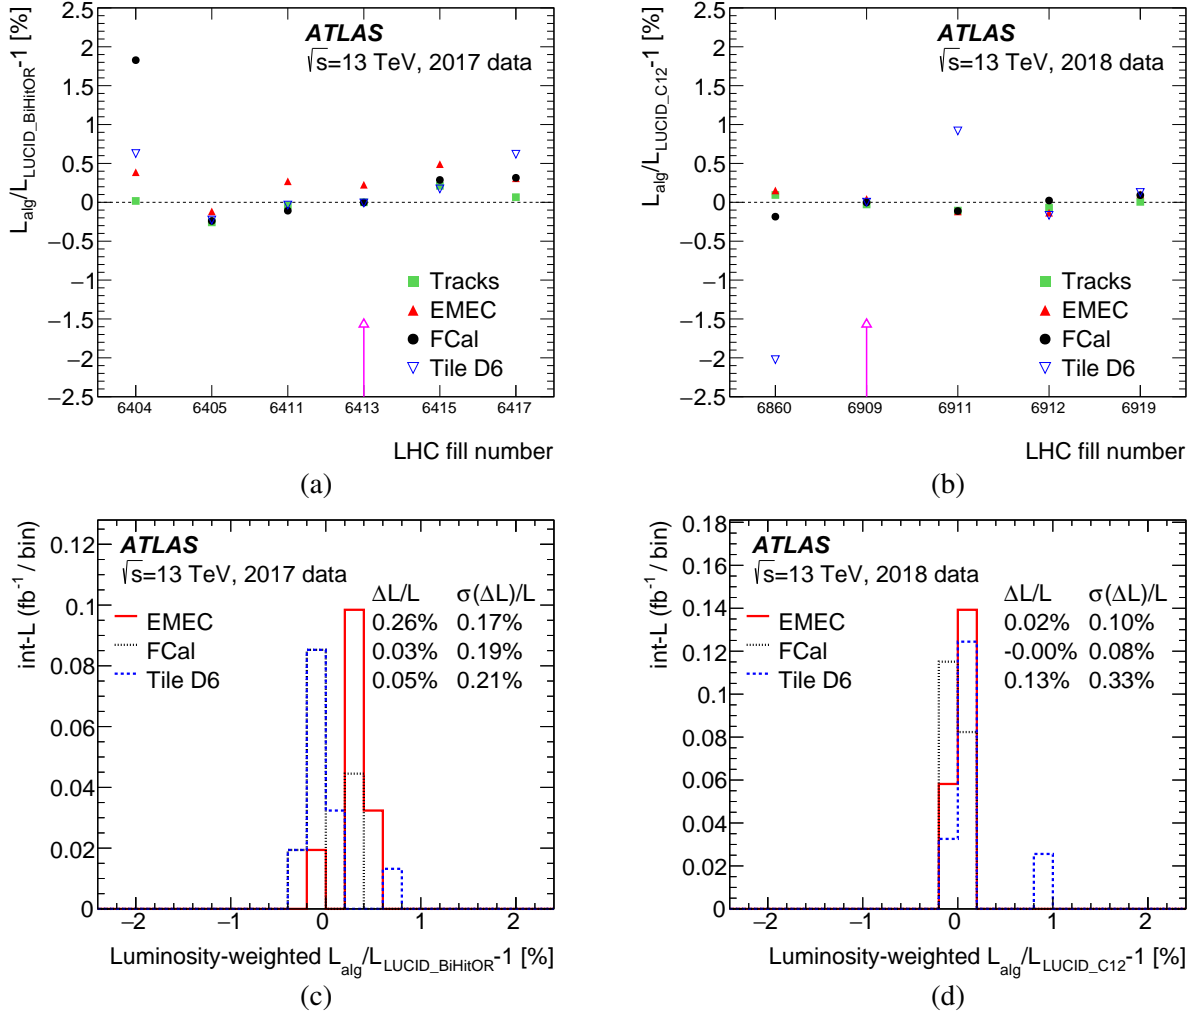 L_alg/L_LUCID_BiHitOR-1 [%]
ATLAS
√s=13 TeV, 2017 data
2
1.5
1
0.5
0
−0.5
−1
−1.5
−2
−2.5
Tracks
EMEC
FCal
Tile D6
6404 6405 6411 6413 6415 6417
LHC fill number
(a)
L_alg/L_LUCID_C12-1 [%]
ATLAS
√s=13 TeV, 2018 data
2
1.5
1
0.5
0
−0.5
−1
−1.5
−2
−2.5
Tracks
EMEC
FCal
Tile D6
6860 6909 6911 6912 6919
LHC fill number
(b)
int-L (fb⁻¹ / bin)
ATLAS
√s=13 TeV, 2017 data
ΔL/L σ(ΔL)/L
EMEC 0.26% 0.17%
FCal 0.03% 0.19%
Tile D6 0.05% 0.21%
0.12
0.1
0.08
0.06
0.04
0.02
0
−2 −1 0 1 2
Luminosity-weighted L_alg/L_LUCID_BiHitOR-1 [%]
(c)
int-L (fb⁻¹ / bin)
ATLAS
√s=13 TeV, 2018 data
ΔL/L σ(ΔL)/L
EMEC 0.02% 0.10%
FCal -0.00% 0.08%
Tile D6 0.13% 0.33%
0.18
0.16
0.14
0.12
0.1
0.08
0.06
0.04
0.02
0
−2 −1 0 1 2
Luminosity-weighted L_alg/L_LUCID_C12-1 [%]
(d)